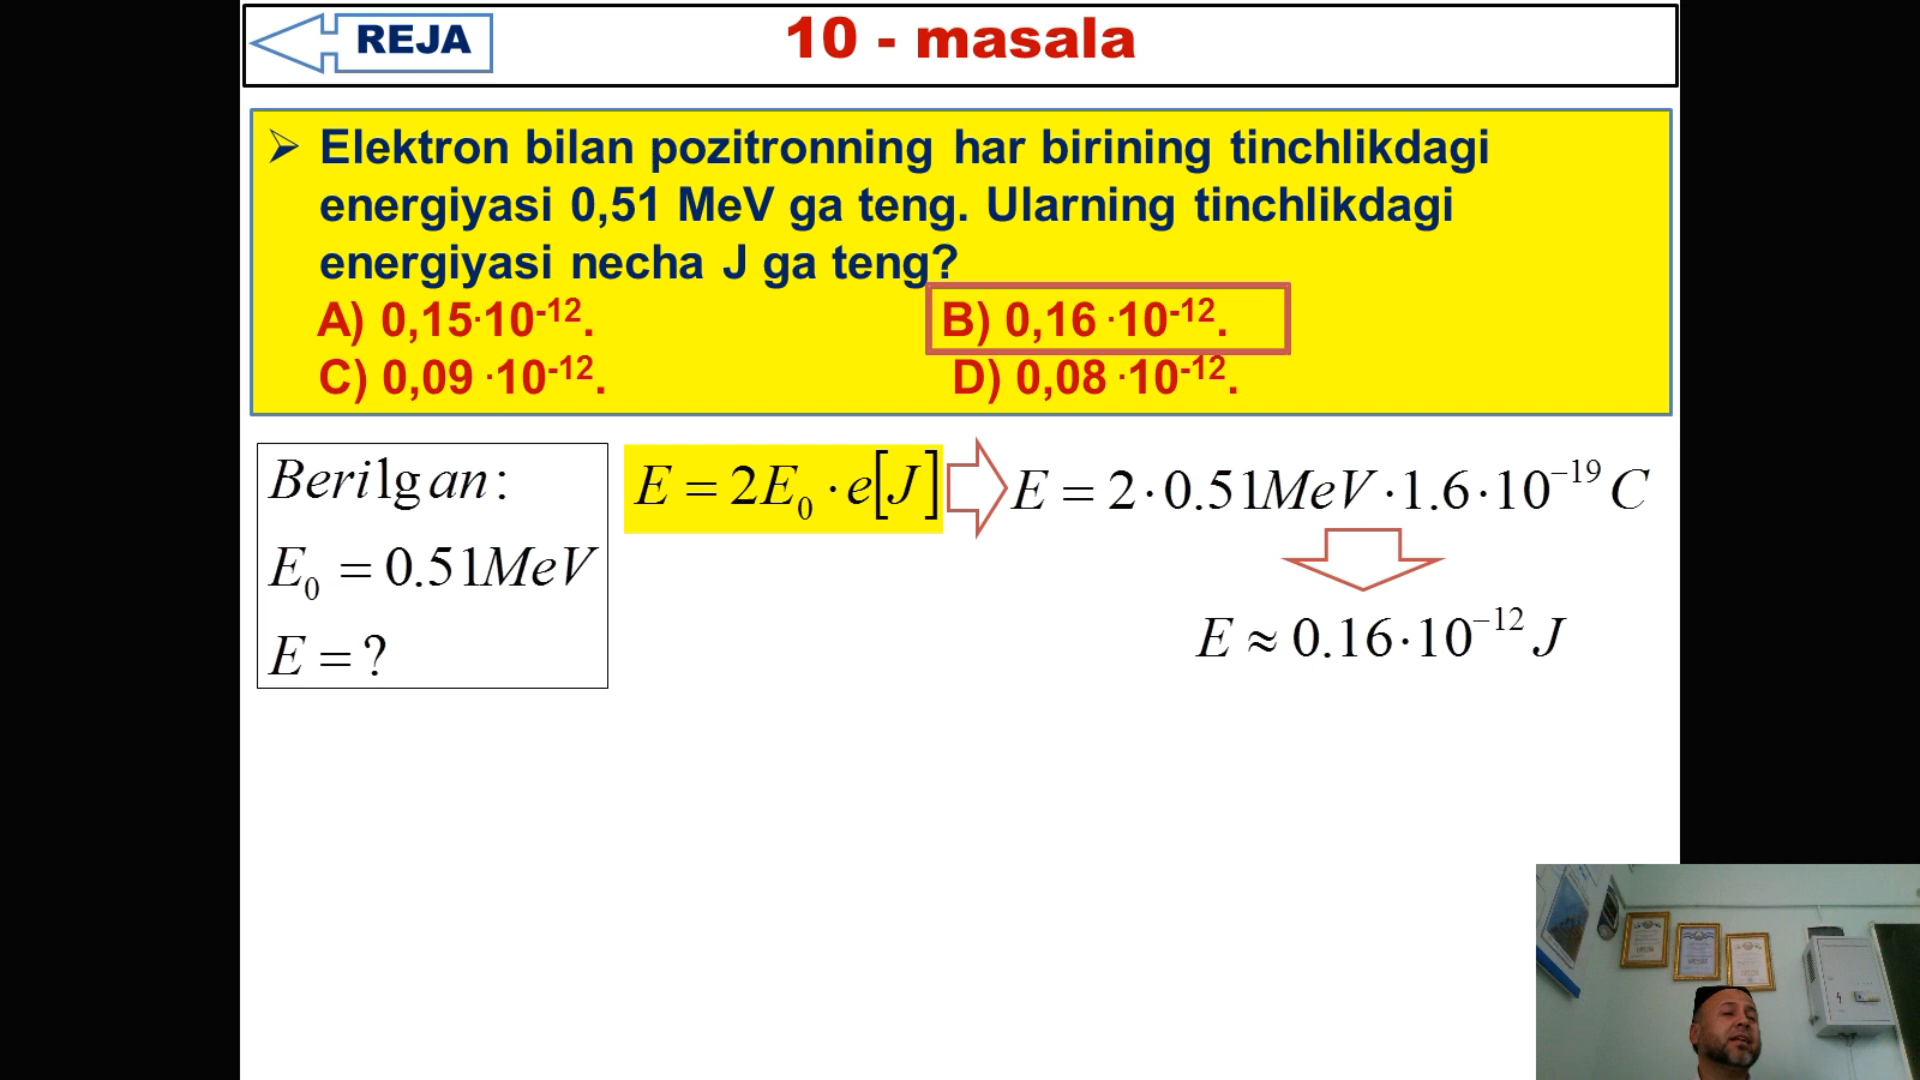 REJA
10 - masala
➢ Elektron bilan pozitronning har birining tinchlikdagi
energiyasi 0,51 MeV ga teng. Ularning tinchlikdagi
energiyasi necha J ga teng?
A) 0,15·10⁻¹². B) 0,16 ·10⁻¹².
C) 0,09 ·10⁻¹². D) 0,08 ·10⁻¹².
Berilgan:
E₀ = 0.51MeV
E = ?
E = 2E₀ · e[J]
E = 2·0.51MeV·1.6·10⁻¹⁹ C
E ≈ 0.16·10⁻¹² J